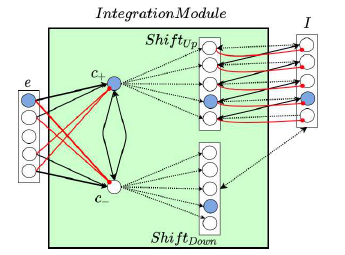 IntegrationModule
I
Shift_Up
e
c_+
c_-
Shift_Down